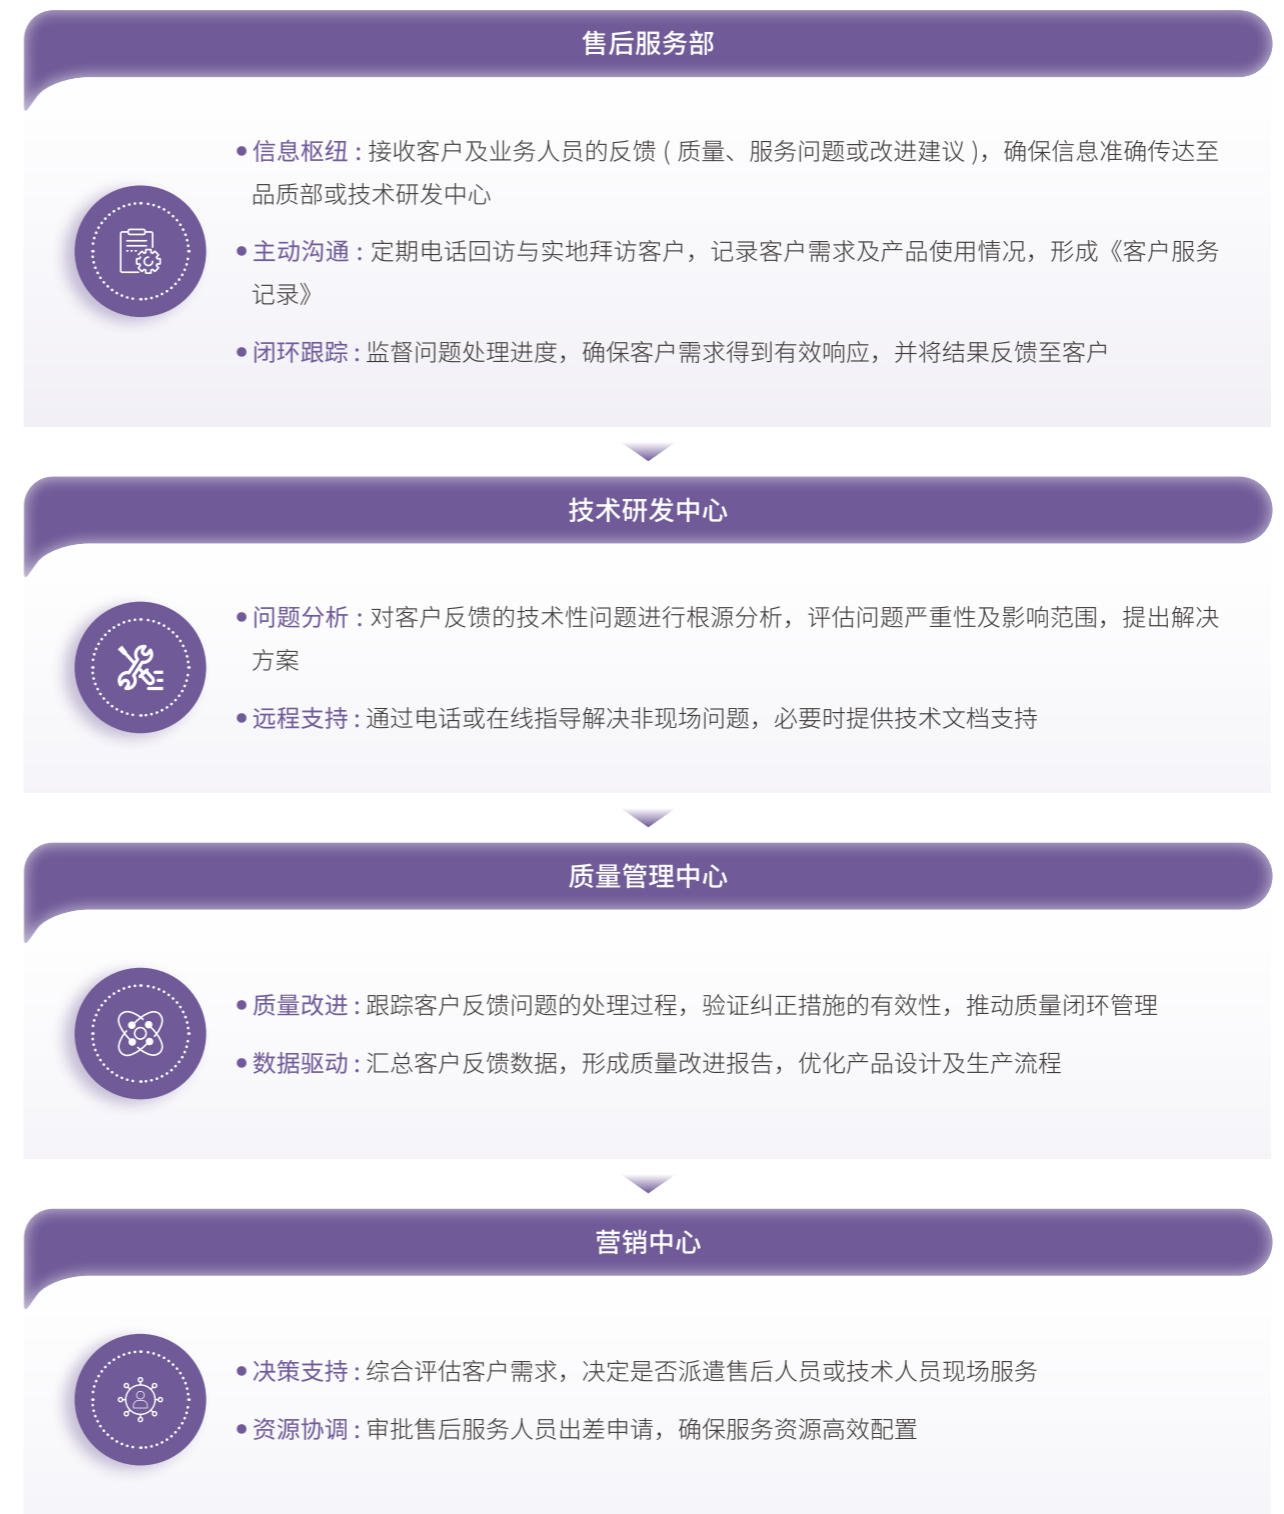 售后服务部
•信息枢纽 : 接收客户及业务人员的反馈 ( 质量、服务问题或改进建议 )，确保信息准确传达至
品质部或技术研发中心
•主动沟通 : 定期电话回访与实地拜访客户，记录客户需求及产品使用情况，形成《客户服务
记录》
•闭环跟踪 : 监督问题处理进度，确保客户需求得到有效响应，并将结果反馈至客户
技术研发中心
•问题分析 : 对客户反馈的技术性问题进行根源分析，评估问题严重性及影响范围，提出解决
方案
•远程支持 : 通过电话或在线指导解决非现场问题，必要时提供技术文档支持
质量管理中心
•质量改进 : 跟踪客户反馈问题的处理过程，验证纠正措施的有效性，推动质量闭环管理
•数据驱动 : 汇总客户反馈数据，形成质量改进报告，优化产品设计及生产流程
营销中心
•决策支持 : 综合评估客户需求，决定是否派遣售后人员或技术人员现场服务
•资源协调 : 审批售后服务人员出差申请，确保服务资源高效配置